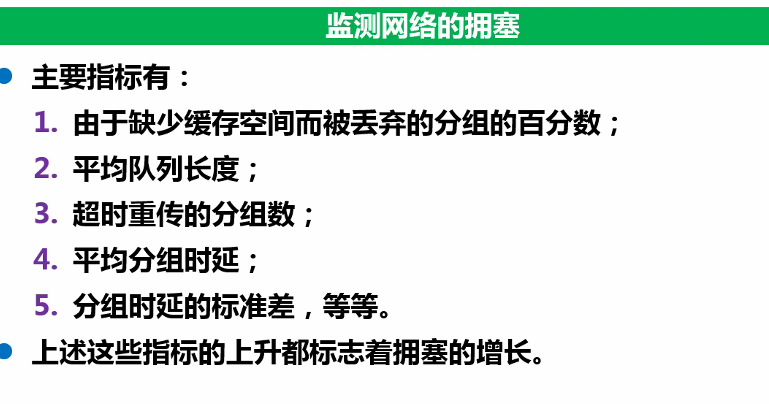 监测网络的拥塞
主要指标有：
1. 由于缺少缓存空间而被丢弃的分组的百分数；
2. 平均队列长度；
3. 超时重传的分组数；
4. 平均分组时延；
5. 分组时延的标准差，等等。
上述这些指标的上升都标志着拥塞的增长。